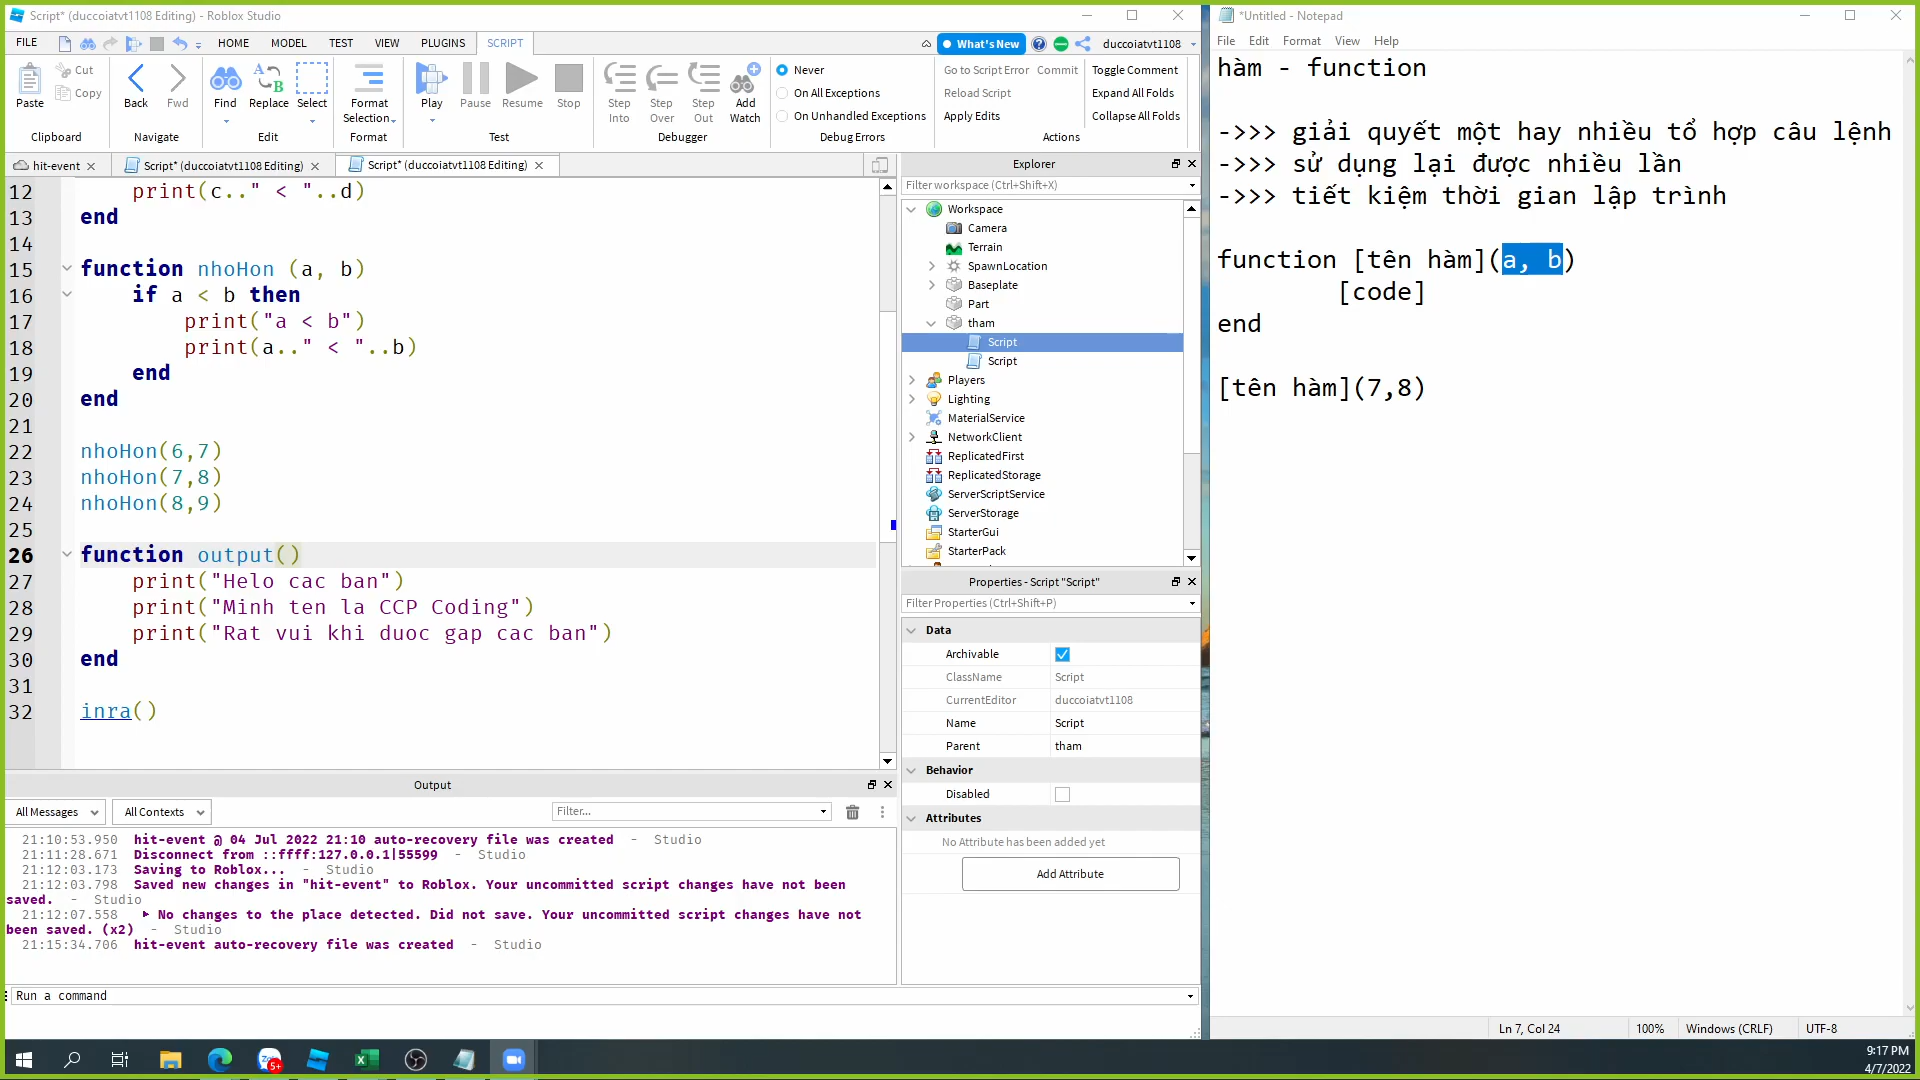 Script* (duccoiatvt1108 Editing) - Roblox Studio
FILE HOME MODEL TEST VIEW PLUGINS SCRIPT What's New duccoiatvt1108
Paste Cut Copy Back Fwd Find Replace Select Format Selection Play Pause Resume Stop Step Into Step Over Step Out Add Watch
Never
On All Exceptions
On Unhandled Exceptions
Go to Script Error Commit Toggle Comment
Reload Script Expand All Folds
Apply Edits Collapse All Folds
Clipboard Navigate Edit Format Test Debugger Debug Errors Actions
hit-event Script* (duccoiatvt1108 Editing) Script* (duccoiatvt1108 Editing)
12 print(c.." < "..d)
13 end
14
15 function nhoHon (a, b)
16 if a < b then
17 print("a < b")
18 print(a.." < "..b)
19 end
20 end
21
22 nhoHon(6,7)
23 nhoHon(7,8)
24 nhoHon(8,9)
25
26 function output()
27 print("Helo cac ban")
28 print("Minh ten la CCP Coding")
29 print("Rat vui khi duoc gap cac ban")
30 end
31
32 inra()
Output
All Messages All Contexts Filter...
21:10:53.950 hit-event @ 04 Jul 2022 21:10 auto-recovery file was created - Studio
21:11:28.671 Disconnect from ::ffff:127.0.0.1|55599 - Studio
21:12:03.173 Saving to Roblox... - Studio
21:12:03.798 Saved new changes in "hit-event" to Roblox. Your uncommitted script changes have not been
saved. - Studio
21:12:07.558 No changes to the place detected. Did not save. Your uncommitted script changes have not
been saved. (x2) - Studio
21:15:34.706 hit-event auto-recovery file was created - Studio
Run a command
Explorer
Filter workspace (Ctrl+Shift+X)
Workspace
Camera
Terrain
SpawnLocation
Baseplate
Part
tham
Script
Script
Players
Lighting
MaterialService
NetworkClient
ReplicatedFirst
ReplicatedStorage
ServerScriptService
ServerStorage
StarterGui
StarterPack
Properties - Script "Script"
Filter Properties (Ctrl+Shift+P)
Data
Archivable
ClassName Script
CurrentEditor duccoiatvt1108
Name Script
Parent tham
Behavior
Disabled
Attributes
No Attribute has been added yet
Add Attribute
*Untitled - Notepad
File Edit Format View Help
hàm - function
->>> giải quyết một hay nhiều tổ hợp câu lệnh
->>> sử dụng lại được nhiều lần
->>> tiết kiệm thời gian lập trình
function [tên hàm](a, b)
[code]
end
[tên hàm](7,8)
Ln 7, Col 24 100% Windows (CRLF) UTF-8
5+
9:17 PM
4/7/2022